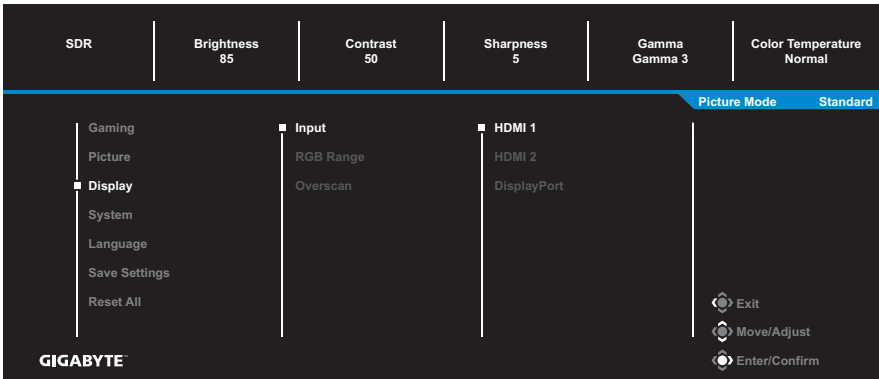 SDR
Brightness
85
Contrast
50
Sharpness
5
Gamma
Gamma 3
Color Temperature
Normal
Picture Mode Standard
Gaming
Picture
Display
System
Language
Save Settings
Reset All
Input
RGB Range
Overscan
HDMI 1
HDMI 2
DisplayPort
Exit
Move/Adjust
Enter/Confirm
GIGABYTE™